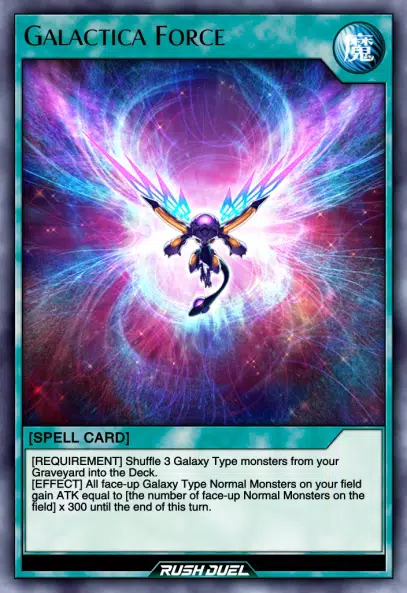 Galactica Force
魔
[SPELL CARD]
[REQUIREMENT] Shuffle 3 Galaxy Type monsters from your
Graveyard into the Deck.
[EFFECT] All face-up Galaxy Type Normal Monsters on your field
gain ATK equal to [the number of face-up Normal Monsters on the
field] x 300 until the end of this turn.
RUSH DUEL